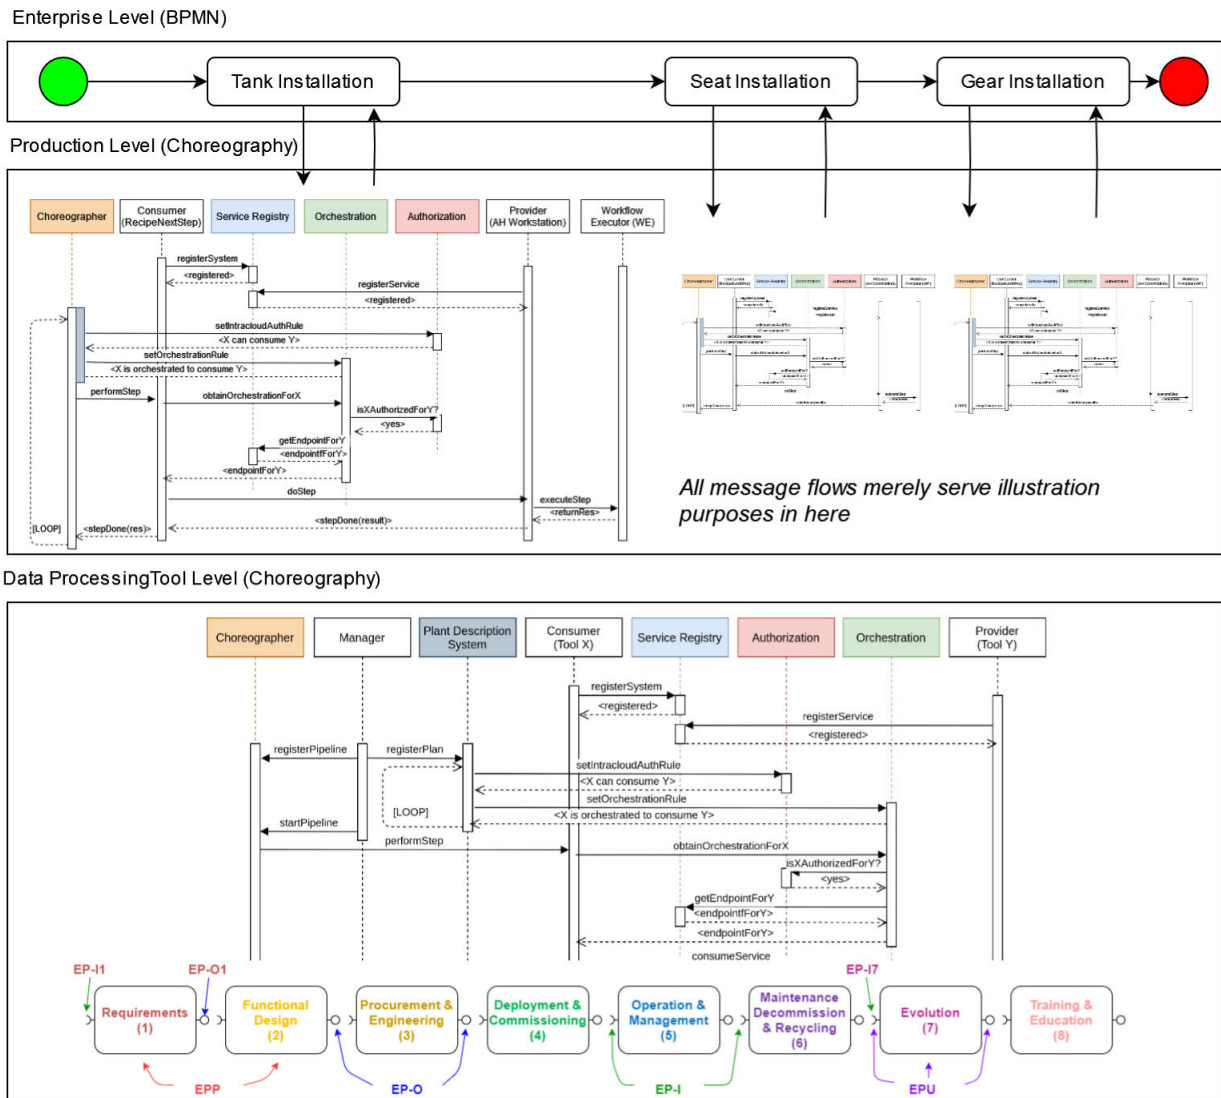 Enterprise Level (BPMN)
Tank Installation
Seat Installation
Gear Installation
Production Level (Choreography)
Choreographer
Consumer
(RecipeNextStep)
Service Registry
Orchestration
Authorization
Provider
(AH Workstation)
Workflow
Executor (WE)
registerSystem
<registered>
registerService
<registered>
setIntracloudAuthRule
<X can consume Y>
setOrchestrationRule
<X is orchestrated to consume Y>
performStep
obtainOrchestrationForX
isXAuthorizedForY?
<yes>
getEndpointForY
<endpointfForY>
<endpointForY>
doStep
executeStep
<returnRes>
<stepDone(result)>
[LOOP]
<stepDone(res)>
All message flows merely serve illustration
purposes in here
Data ProcessingTool Level (Choreography)
Choreographer
Manager
Plant Description
System
Consumer
(Tool X)
Service Registry
Authorization
Orchestration
Provider
(Tool Y)
registerSystem
<registered>
registerService
<registered>
registerPipeline
registerPlan
setIntracloudAuthRule
<X can consume Y>
setOrchestrationRule
[LOOP]
<X is orchestrated to consume Y>
startPipeline
performStep
obtainOrchestrationForX
isXAuthorizedForY?
<yes>
getEndpointForY
<endpointfForY>
<endpointForY>
consumeService
EP-I1
EP-O1
EP-I7
Requirements
(1)
Functional
Design
(2)
Procurement &
Engineering
(3)
Deployment &
Commissioning
(4)
Operation &
Management
(5)
Maintenance
Decommission
& Recycling
(6)
Evolution
(7)
Training &
Education
(8)
EPP
EP-O
EP-I
EPU